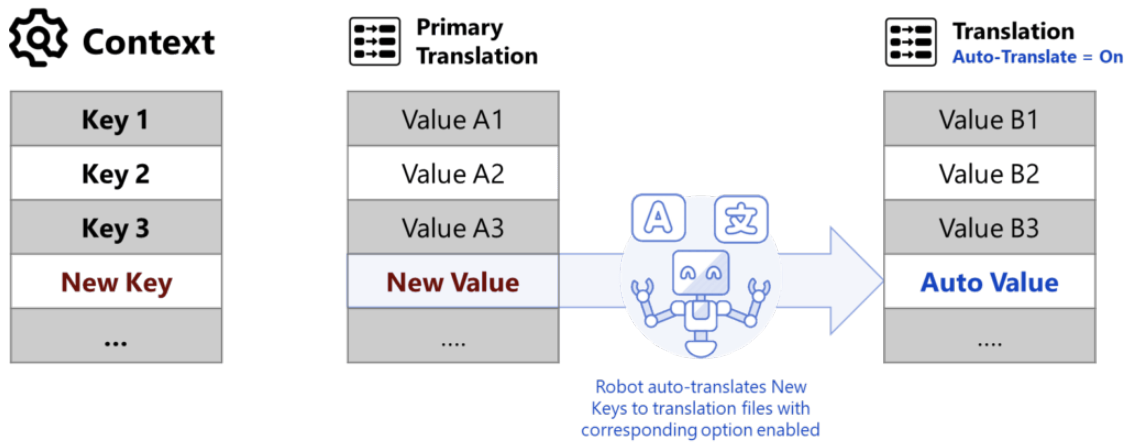 Context
Primary
Translation
Translation
Auto-Translate = On
Key 1
Value A1
Value B1
Key 2
Value A2
Value B2
A
文
Key 3
Value A3
Value B3
New Key
New Value
Auto Value
...
....
....
Robot auto-translates New
Keys to translation files with
corresponding option enabled